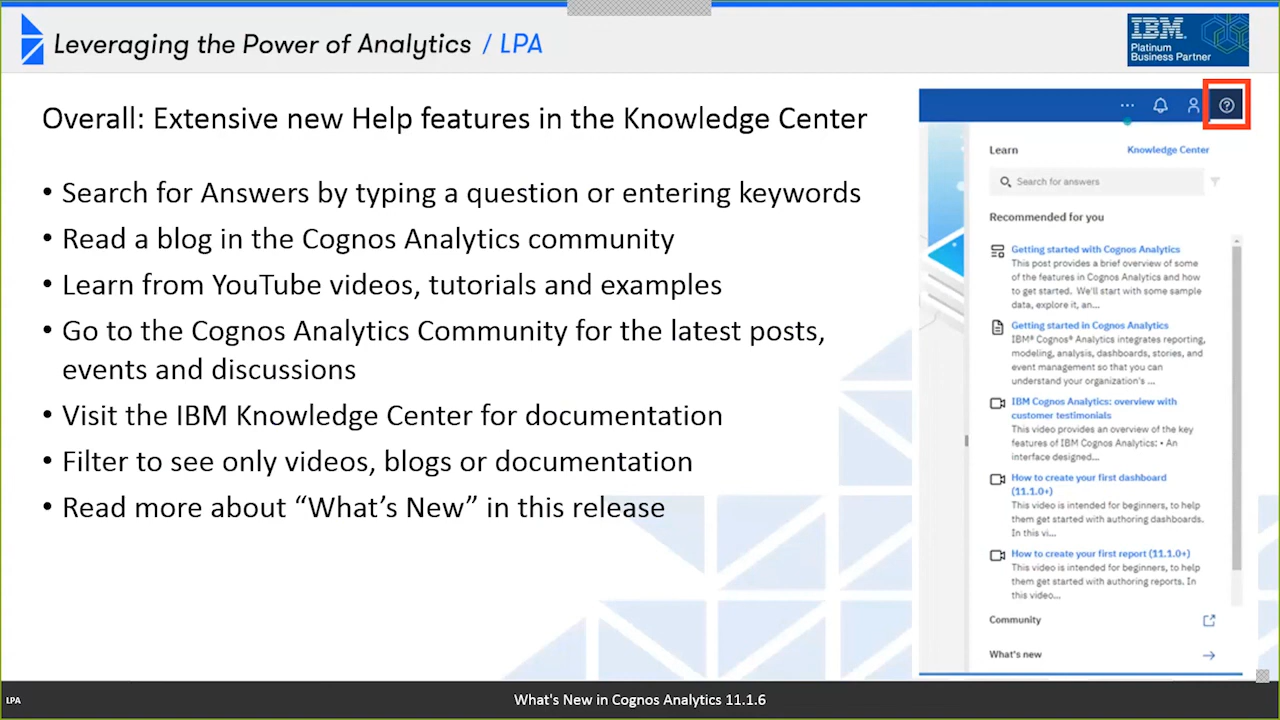 Leveraging the Power of Analytics / LPA
IBM
Platinum
Business Partner
Overall: Extensive new Help features in the Knowledge Center
• Search for Answers by typing a question or entering keywords
• Read a blog in the Cognos Analytics community
• Learn from YouTube videos, tutorials and examples
• Go to the Cognos Analytics Community for the latest posts,
events and discussions
• Visit the IBM Knowledge Center for documentation
• Filter to see only videos, blogs or documentation
• Read more about “What’s New” in this release
Learn
Knowledge Center
Search for answers
Recommended for you
Getting started with Cognos Analytics
This post provides a brief overview of some
of the features in Cognos Analytics and how
to get started. We'll start with some sample
data, explore it, an...
Getting started in Cognos Analytics
IBM® Cognos® Analytics integrates reporting,
modeling, analysis, dashboards, stories, and
event management so that you can
understand your organization's ...
IBM Cognos Analytics: overview with
customer testimonials
This video provides an overview of the key
features of IBM Cognos Analytics: • An
interface designed...
How to create your first dashboard
(11.1.0+)
This video is intended for beginners, to help
them get started with authoring dashboards.
In this vi...
How to create your first report (11.1.0+)
This video is intended for beginners, to help
them get started with authoring reports. In
this video...
Community
What's new
LPA
What's New in Cognos Analytics 11.1.6